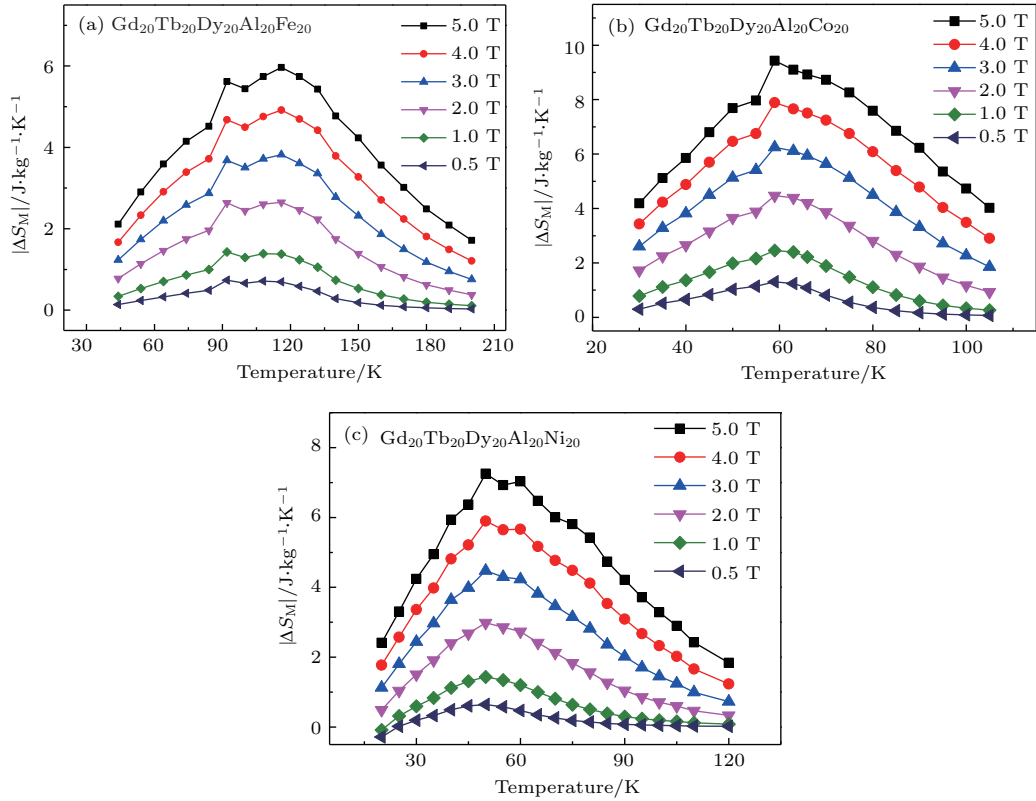 (a) Gd₂₀Tb₂₀Dy₂₀Al₂₀Fe₂₀
5.0 T
4.0 T
3.0 T
2.0 T
1.0 T
0.5 T
6
4
2
0
|ΔS_M|/J·kg⁻¹·K⁻¹
30 60 90 120 150 180 210
Temperature/K
(b) Gd₂₀Tb₂₀Dy₂₀Al₂₀Co₂₀
5.0 T
4.0 T
3.0 T
2.0 T
1.0 T
0.5 T
10
8
6
4
2
0
|ΔS_M|/J·kg⁻¹·K⁻¹
20 40 60 80 100
Temperature/K
(c) Gd₂₀Tb₂₀Dy₂₀Al₂₀Ni₂₀
5.0 T
4.0 T
3.0 T
2.0 T
1.0 T
0.5 T
8
6
4
2
0
|ΔS_M|/J·kg⁻¹·K⁻¹
30 60 90 120
Temperature/K